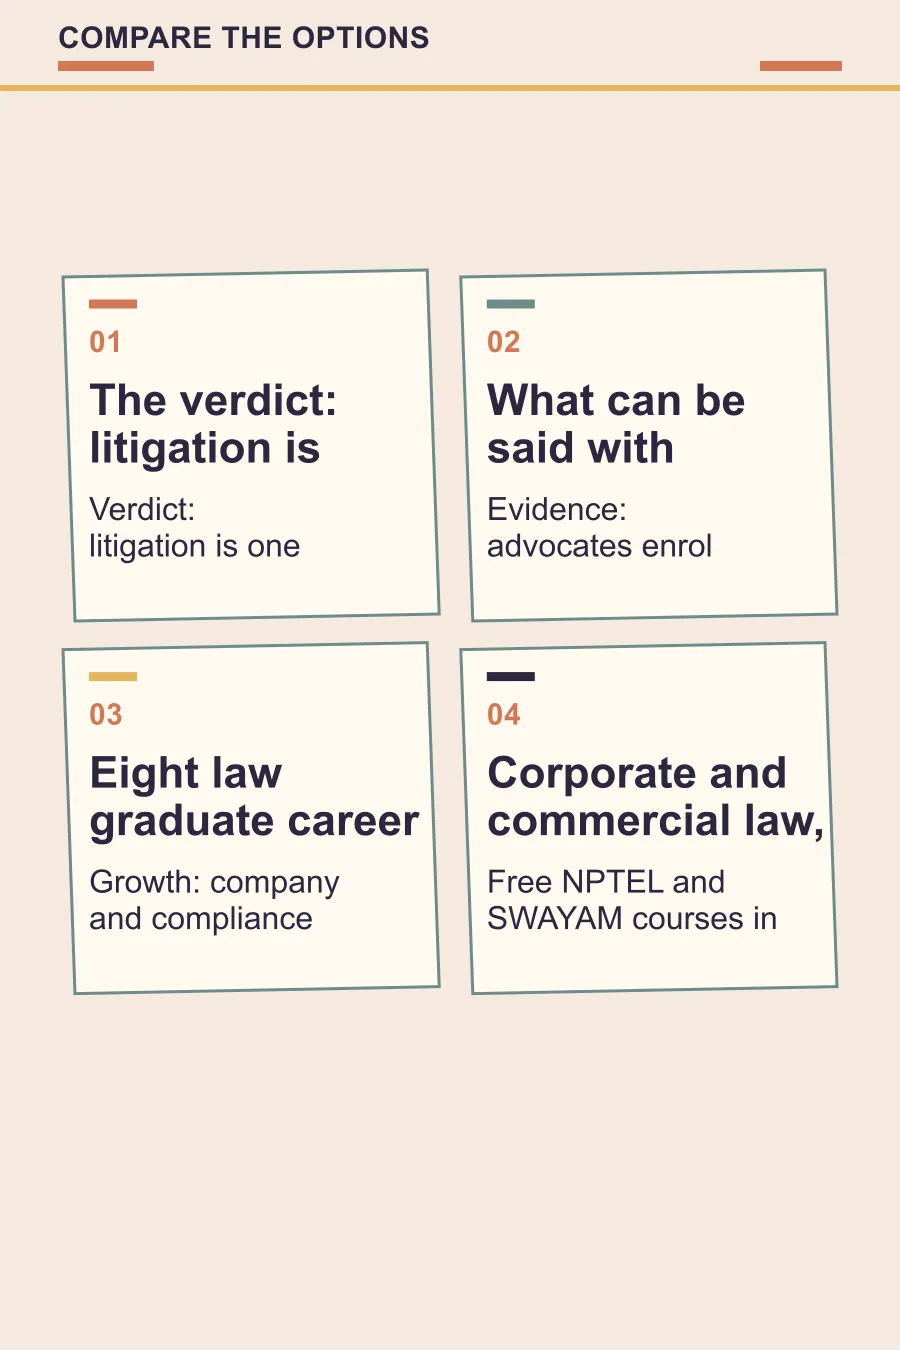 COMPARE THE OPTIONS
01
The verdict:
litigation is
Verdict:
litigation is one
02
What can be
said with
Evidence:
advocates enrol
03
Eight law
graduate career
Growth: company
and compliance
04
Corporate and
commercial law,
Free NPTEL and
SWAYAM courses in